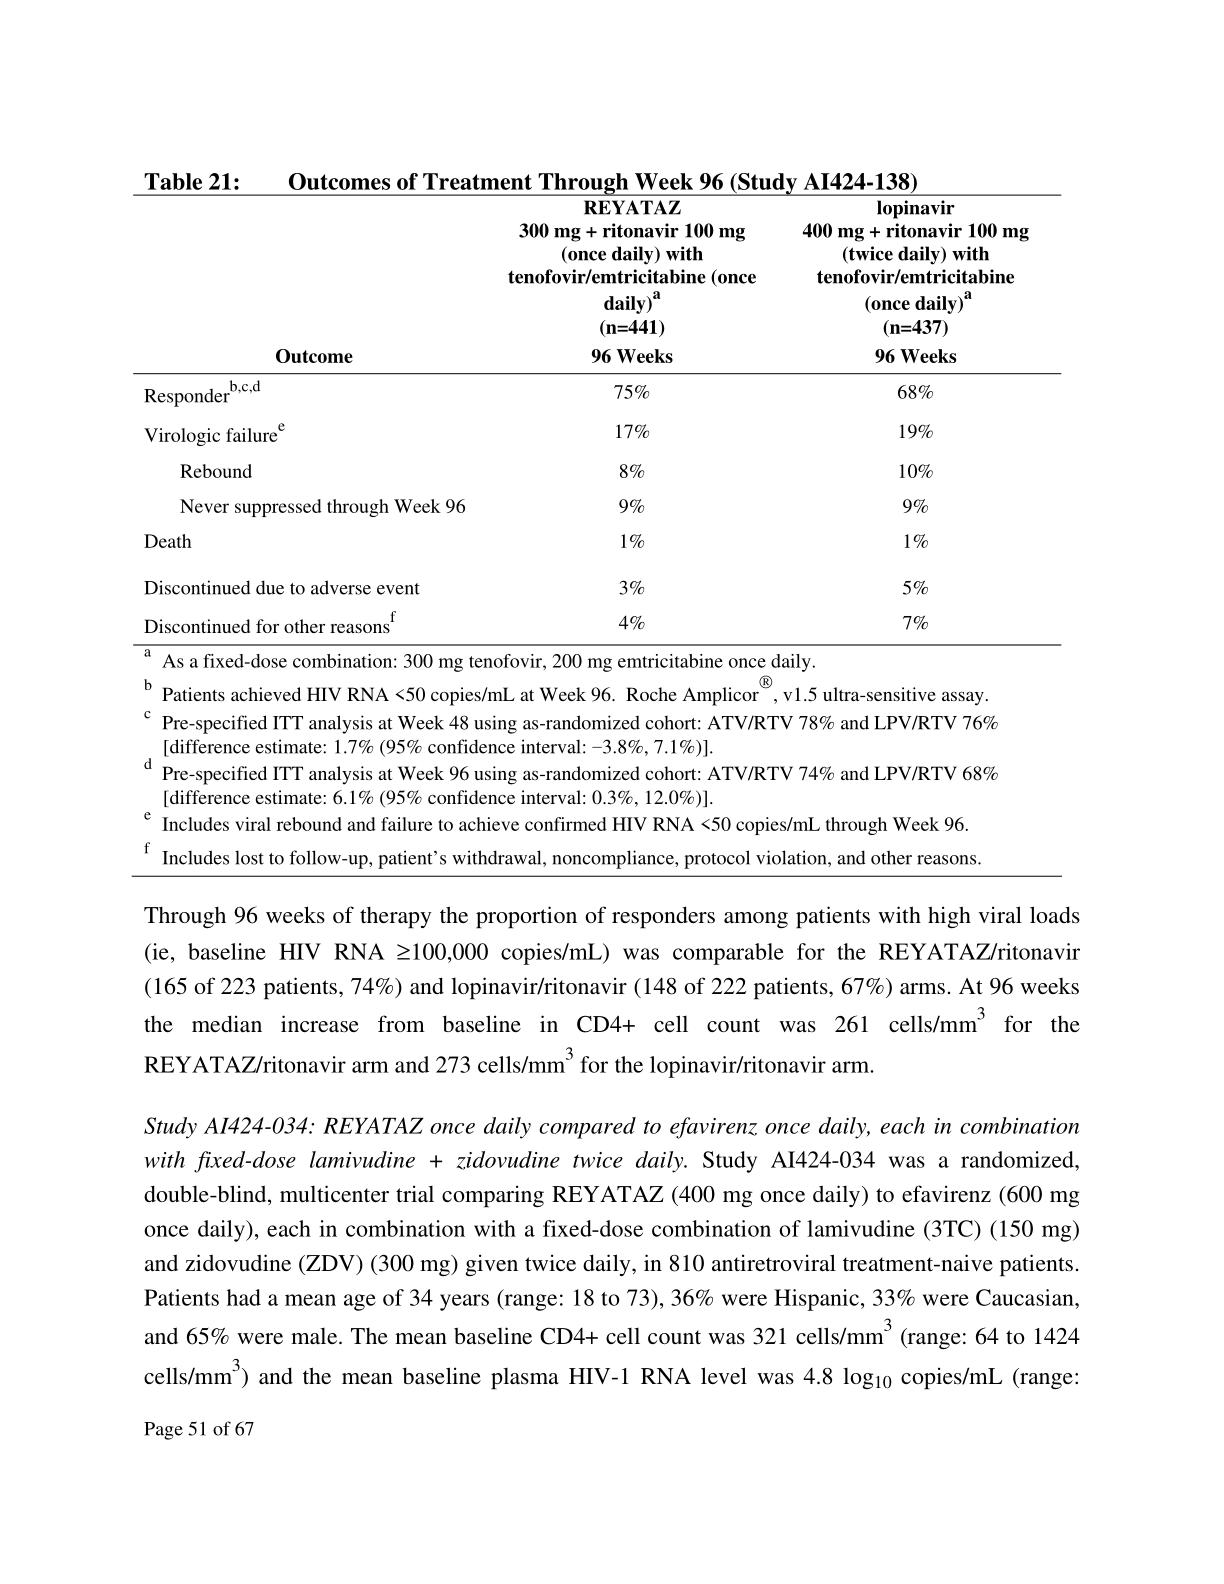 Table 21: Outcomes of Treatment Through Week 96 (Study AI424-138)
REYATAZ lopinavir
300 mg + ritonavir 100 mg 400 mg + ritonavir 100 mg
(once daily) with (twice daily) with
tenofovir/emtricitabine (once tenofovir/emtricitabine
daily)a (once daily)a
(n=441) (n=437)
Outcome 96 Weeks 96 Weeks
Responderb,c,d 75% 68%
Virologic failuree 17% 19%
Rebound 8% 10%
Never suppressed through Week 96 9% 9%
Death 1% 1%
Discontinued due to adverse event 3% 5%
Discontinued for other reasonsf 4% 7%
a As a fixed-dose combination: 300 mg tenofovir, 200 mg emtricitabine once daily.
b Patients achieved HIV RNA <50 copies/mL at Week 96. Roche Amplicor®, v1.5 ultra-sensitive assay.
c Pre-specified ITT analysis at Week 48 using as-randomized cohort: ATV/RTV 78% and LPV/RTV 76%
[difference estimate: 1.7% (95% confidence interval: −3.8%, 7.1%)].
d Pre-specified ITT analysis at Week 96 using as-randomized cohort: ATV/RTV 74% and LPV/RTV 68%
[difference estimate: 6.1% (95% confidence interval: 0.3%, 12.0%)].
e Includes viral rebound and failure to achieve confirmed HIV RNA <50 copies/mL through Week 96.
f Includes lost to follow-up, patient’s withdrawal, noncompliance, protocol violation, and other reasons.
Through 96 weeks of therapy the proportion of responders among patients with high viral loads
(ie, baseline HIV RNA ≥100,000 copies/mL) was comparable for the REYATAZ/ritonavir
(165 of 223 patients, 74%) and lopinavir/ritonavir (148 of 222 patients, 67%) arms. At 96 weeks
the median increase from baseline in CD4+ cell count was 261 cells/mm3 for the
REYATAZ/ritonavir arm and 273 cells/mm3 for the lopinavir/ritonavir arm.
Study AI424-034: REYATAZ once daily compared to efavirenz once daily, each in combination
with fixed-dose lamivudine + zidovudine twice daily. Study AI424-034 was a randomized,
double-blind, multicenter trial comparing REYATAZ (400 mg once daily) to efavirenz (600 mg
once daily), each in combination with a fixed-dose combination of lamivudine (3TC) (150 mg)
and zidovudine (ZDV) (300 mg) given twice daily, in 810 antiretroviral treatment-naive patients.
Patients had a mean age of 34 years (range: 18 to 73), 36% were Hispanic, 33% were Caucasian,
and 65% were male. The mean baseline CD4+ cell count was 321 cells/mm3 (range: 64 to 1424
cells/mm3) and the mean baseline plasma HIV-1 RNA level was 4.8 log10 copies/mL (range:
Page 51 of 67